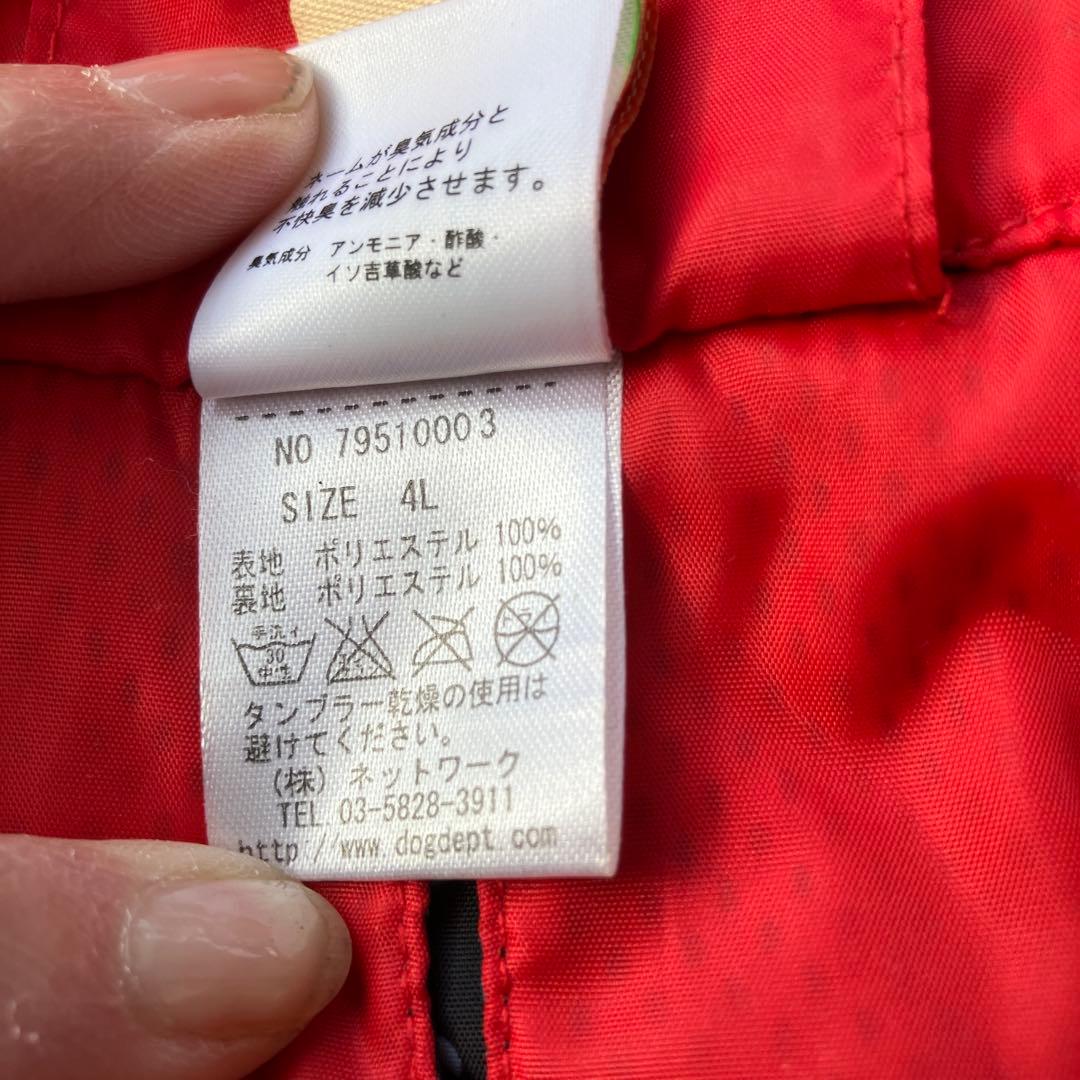 ネームが臭気成分と
触れることにより
不快臭を減少させます。
臭気成分 アンモニア・酢酸・
イソ吉草酸など
NO 79510003
SIZE 4L
表地 ポリエステル 100%
裏地 ポリエステル 100%
手洗イ
30
中性
ドライ
タンブラー乾燥の使用は
避けてください。
(株) ネットワーク
TEL 03-5828-3911
http / www dogdept com